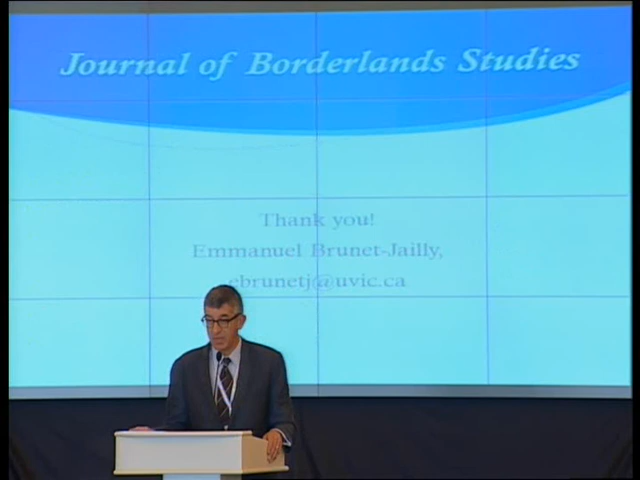 Journal of Borderlands Studies
Thank you!
Emmanuel Brunet-Jailly,
ebrunetj@uvic.ca